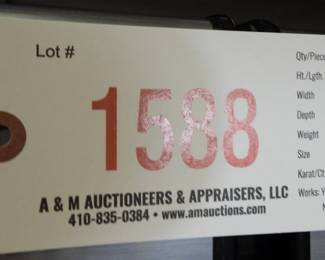 Lot #
1588
A & M AUCTIONEERS & APPRAISERS, LLC
410-835-0384 • www.amauctions.com
Qty/Piece
Ht./Lgth.
Width
Depth
Weight
Size
Karat/Ct
Works: Y
N